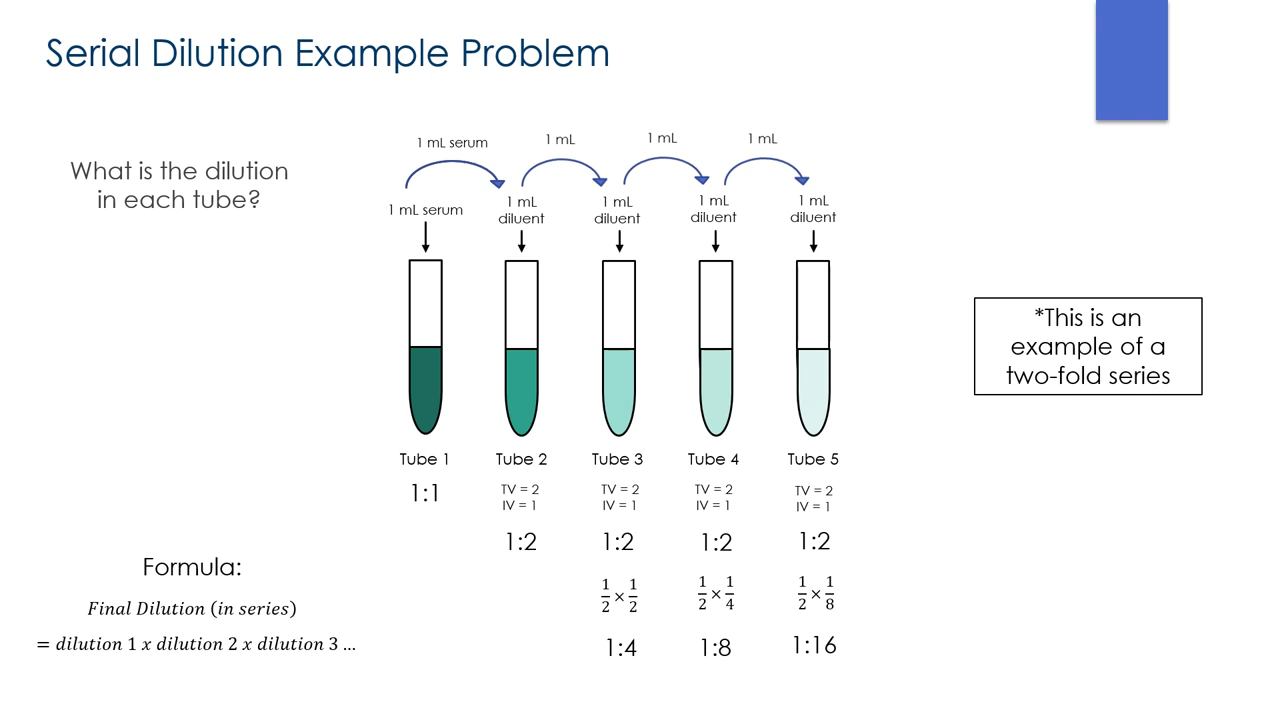 Serial Dilution Example Problem
What is the dilution
in each tube?
1 mL serum
1 mL
1 mL
1 mL
1 mL serum
1 mL
diluent
1 mL
diluent
1 mL
diluent
1 mL
diluent
*This is an
example of a
two-fold series
Tube 1
Tube 2
Tube 3
Tube 4
Tube 5
1:1
TV = 2
IV = 1
TV = 2
IV = 1
TV = 2
IV = 1
TV = 2
IV = 1
1:2
1:2
1:2
1:2
1/2 × 1/2
1/2 × 1/4
1/2 × 1/8
1:4
1:8
1:16
Formula:
Final Dilution (in series)
= dilution 1 x dilution 2 x dilution 3 ...